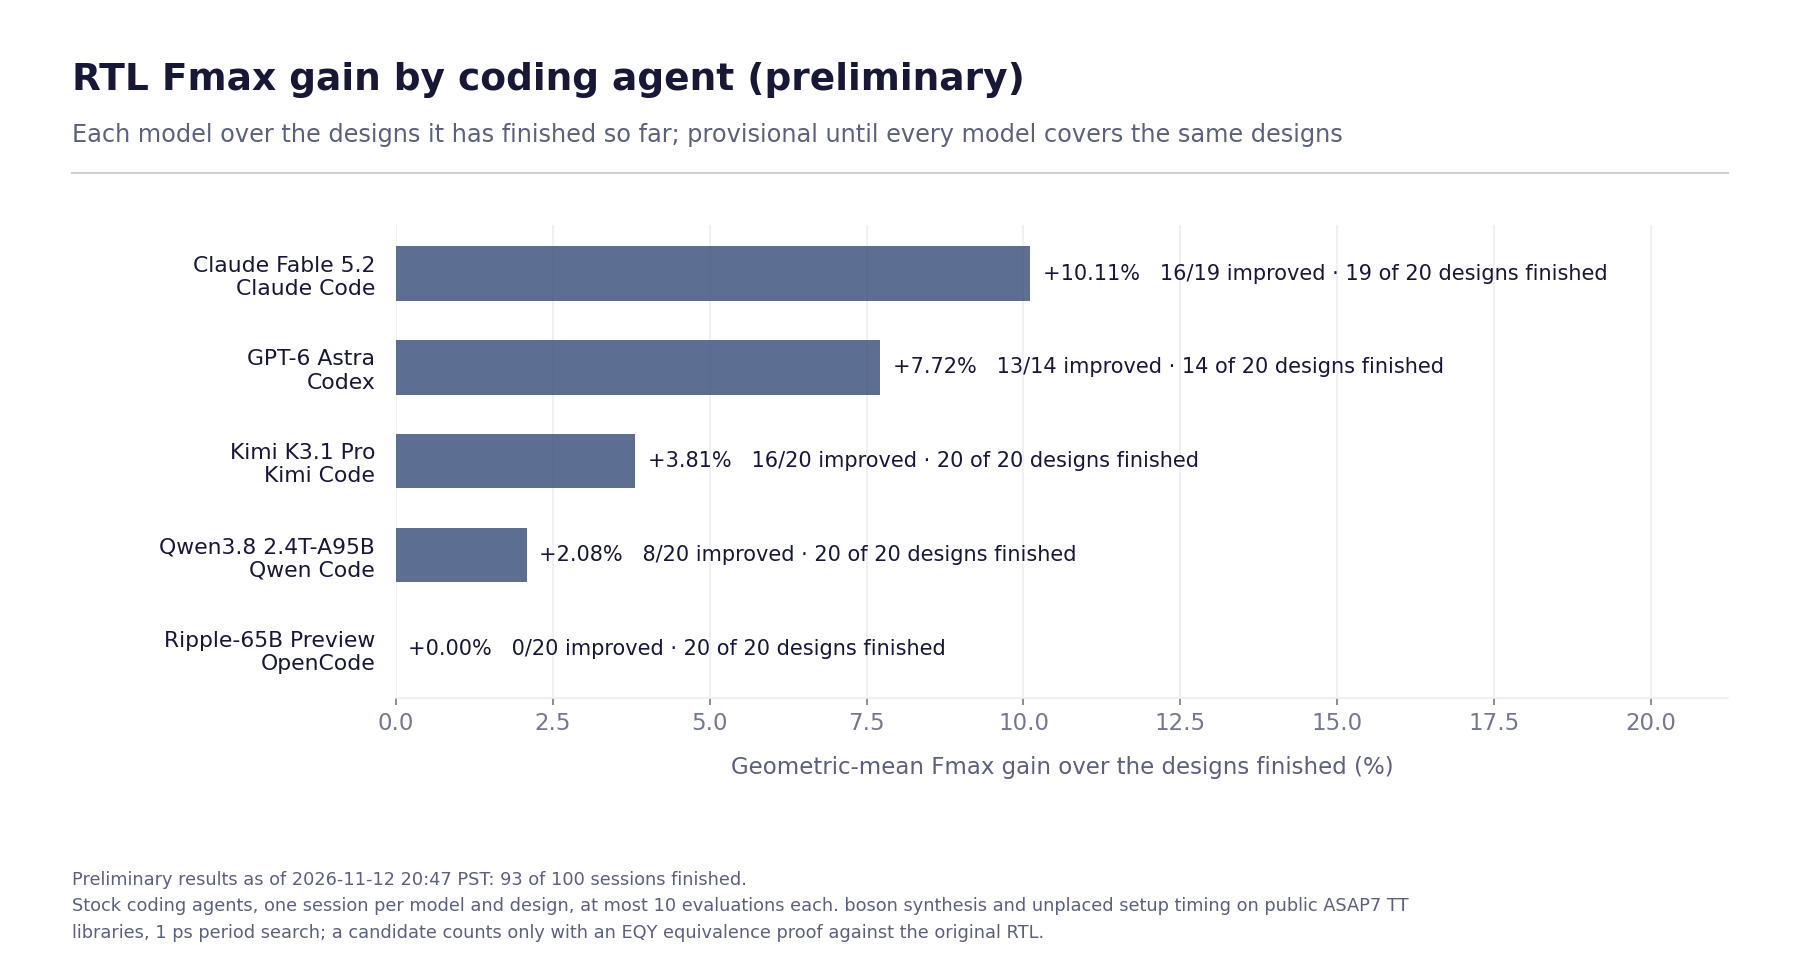 RTL Fmax gain by coding agent (preliminary)
Each model over the designs it has finished so far; provisional until every model covers the same designs
Claude Fable 5.2
Claude Code
+10.11% 16/19 improved · 19 of 20 designs finished
GPT-6 Astra
Codex
+7.72% 13/14 improved · 14 of 20 designs finished
Kimi K3.1 Pro
Kimi Code
+3.81% 16/20 improved · 20 of 20 designs finished
Qwen3.8 2.4T-A95B
Qwen Code
+2.08% 8/20 improved · 20 of 20 designs finished
Ripple-65B Preview
OpenCode
+0.00% 0/20 improved · 20 of 20 designs finished
0.0 2.5 5.0 7.5 10.0 12.5 15.0 17.5 20.0
Geometric-mean Fmax gain over the designs finished (%)
Preliminary results as of 2026-11-12 20:47 PST: 93 of 100 sessions finished.
Stock coding agents, one session per model and design, at most 10 evaluations each. boson synthesis and unplaced setup timing on public ASAP7 TT
libraries, 1 ps period search; a candidate counts only with an EQY equivalence proof against the original RTL.